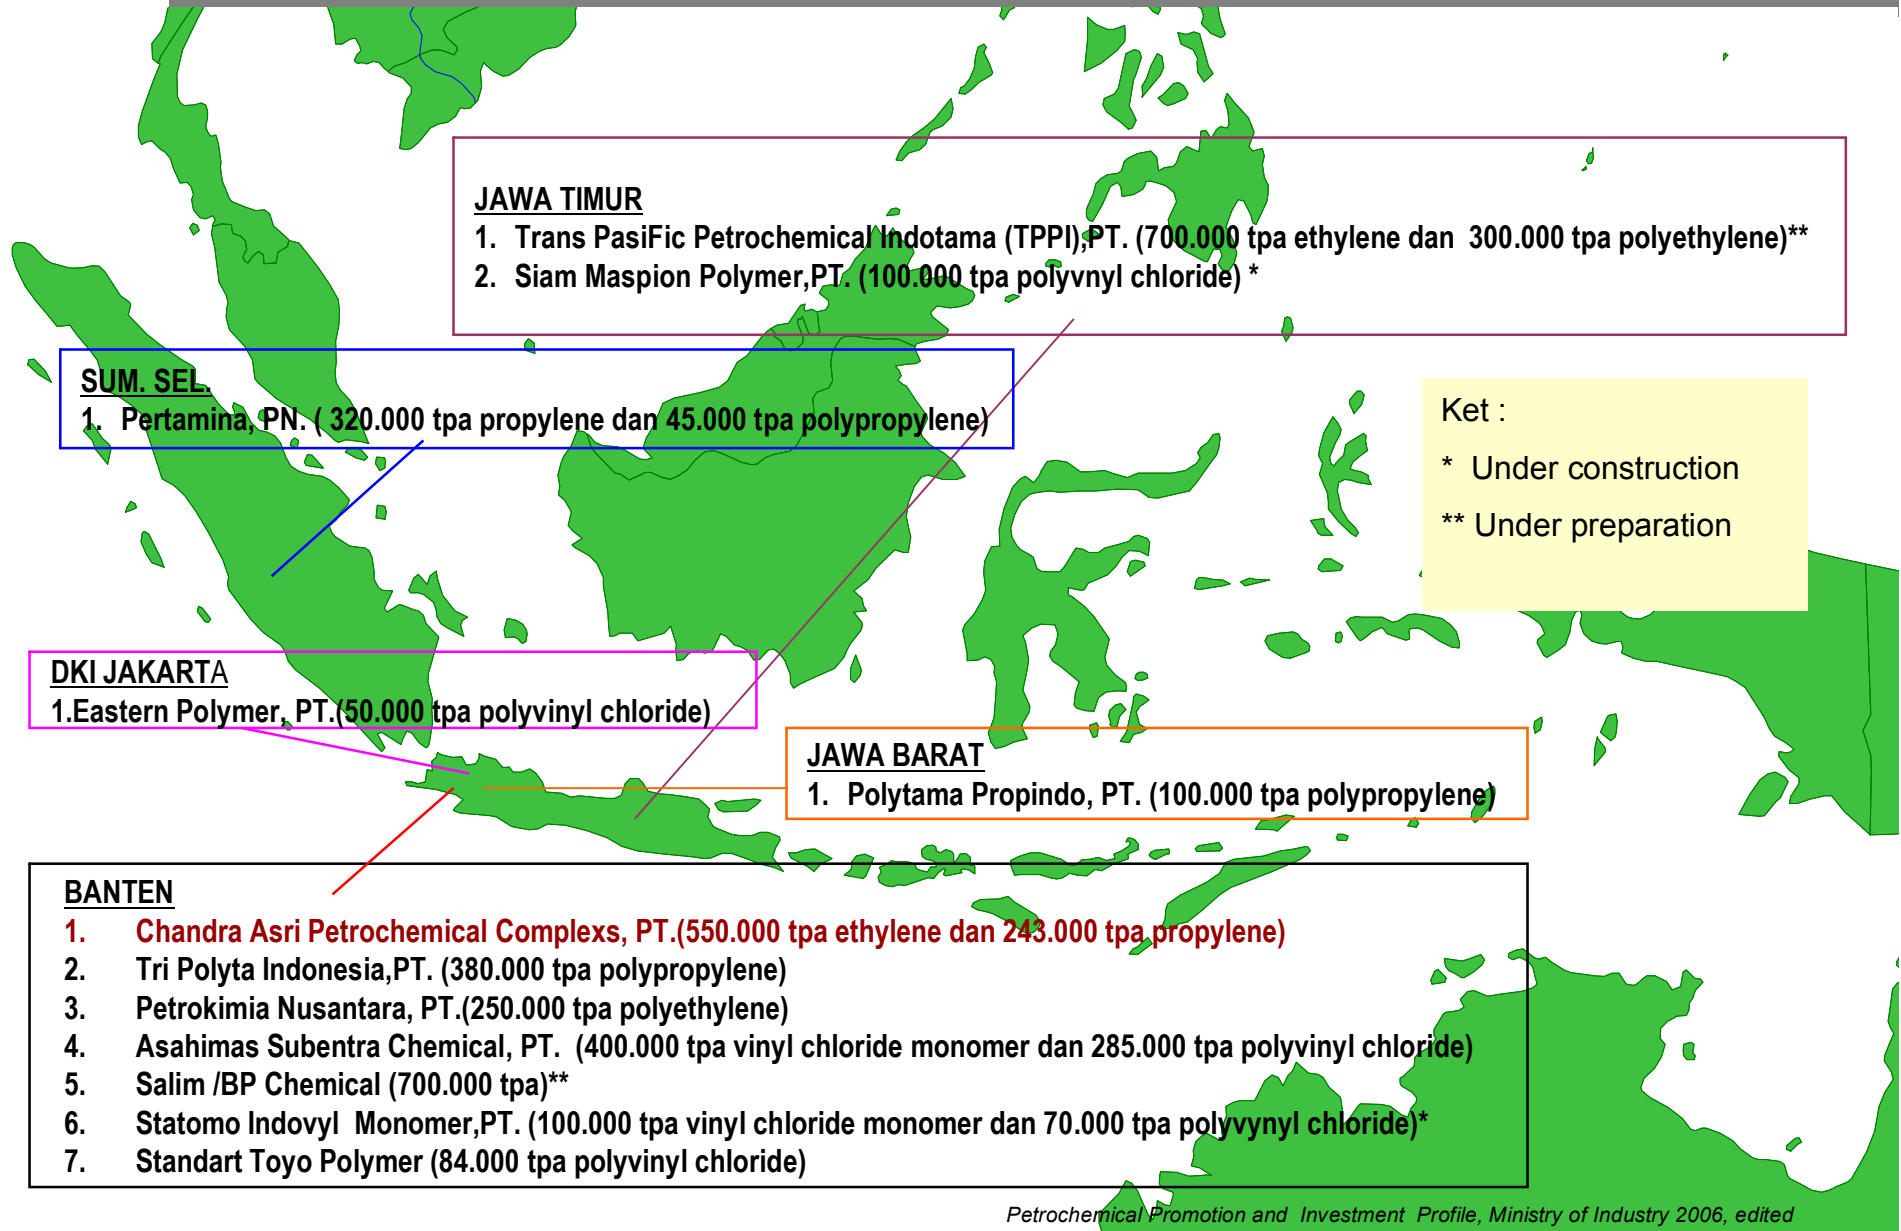 JAWA TIMUR
1. Trans PasiFic Petrochemical Indotama (TPPI),PT. (700.000 tpa ethylene dan 300.000 tpa polyethylene)**
2. Siam Maspion Polymer,PT. (100.000 tpa polyvnyl chloride) *
SUM. SEL.
1. Pertamina, PN. ( 320.000 tpa propylene dan 45.000 tpa polypropylene)
Ket :
* Under construction
** Under preparation
DKI JAKARTA
1.Eastern Polymer, PT.(50.000 tpa polyvinyl chloride)
JAWA BARAT
1. Polytama Propindo, PT. (100.000 tpa polypropylene)
BANTEN
1. Chandra Asri Petrochemical Complexs, PT.(550.000 tpa ethylene dan 243.000 tpa propylene)
2. Tri Polyta Indonesia,PT. (380.000 tpa polypropylene)
3. Petrokimia Nusantara, PT.(250.000 tpa polyethylene)
4. Asahimas Subentra Chemical, PT. (400.000 tpa vinyl chloride monomer dan 285.000 tpa polyvinyl chloride)
5. Salim /BP Chemical (700.000 tpa)**
6. Statomo Indovyl Monomer,PT. (100.000 tpa vinyl chloride monomer dan 70.000 tpa polyvynyl chloride)*
7. Standart Toyo Polymer (84.000 tpa polyvinyl chloride)
Petrochemical Promotion and Investment Profile, Ministry of Industry 2006, edited